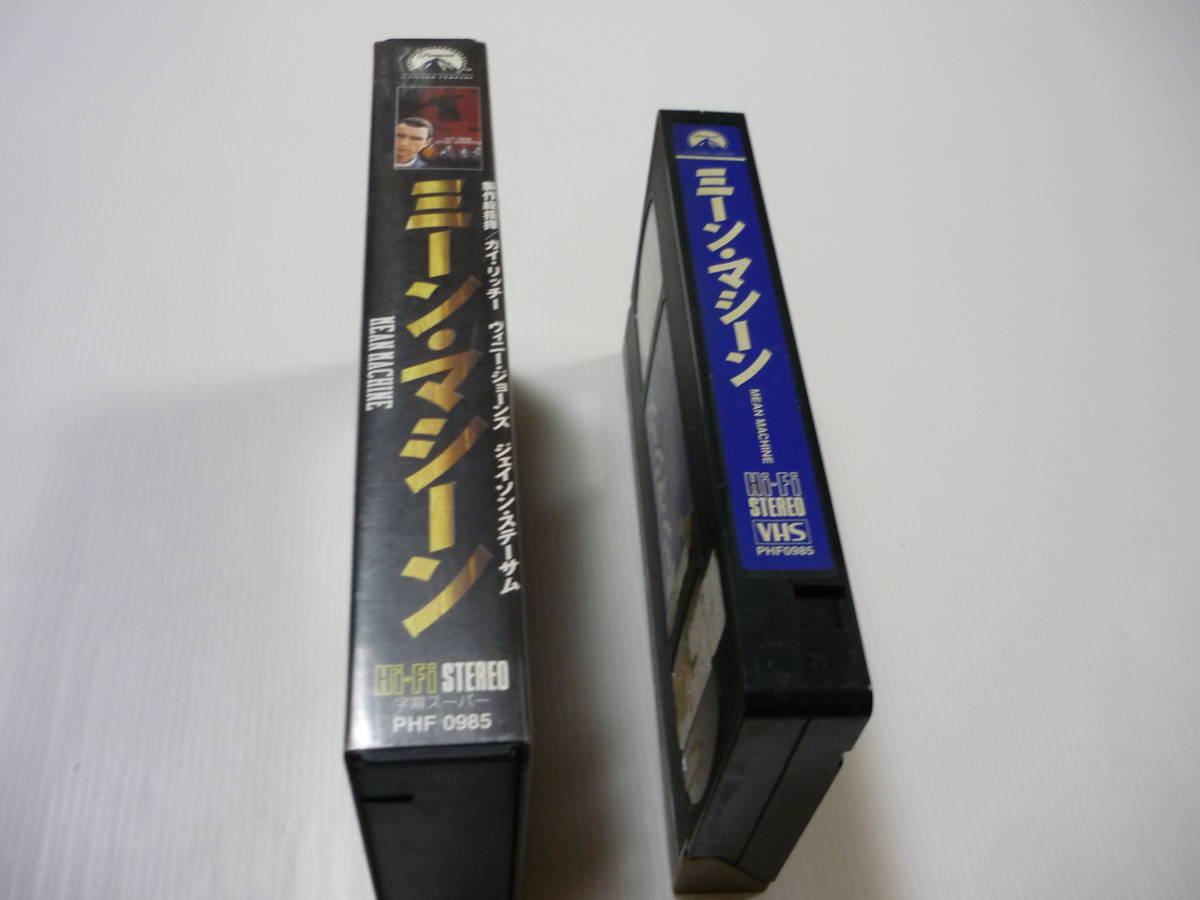 Paramount
ミーン・マシーン
MEAN MACHINE
製作総指揮/ガイ・リッチー ヴィニー・ジョーンズ ジェイソン・ステーサム
Hi-Fi STEREO
字幕スーパー
PHF 0985
ミーン・マシーン
MEAN MACHINE
Hi-Fi
STEREO
VHS
PHF0985